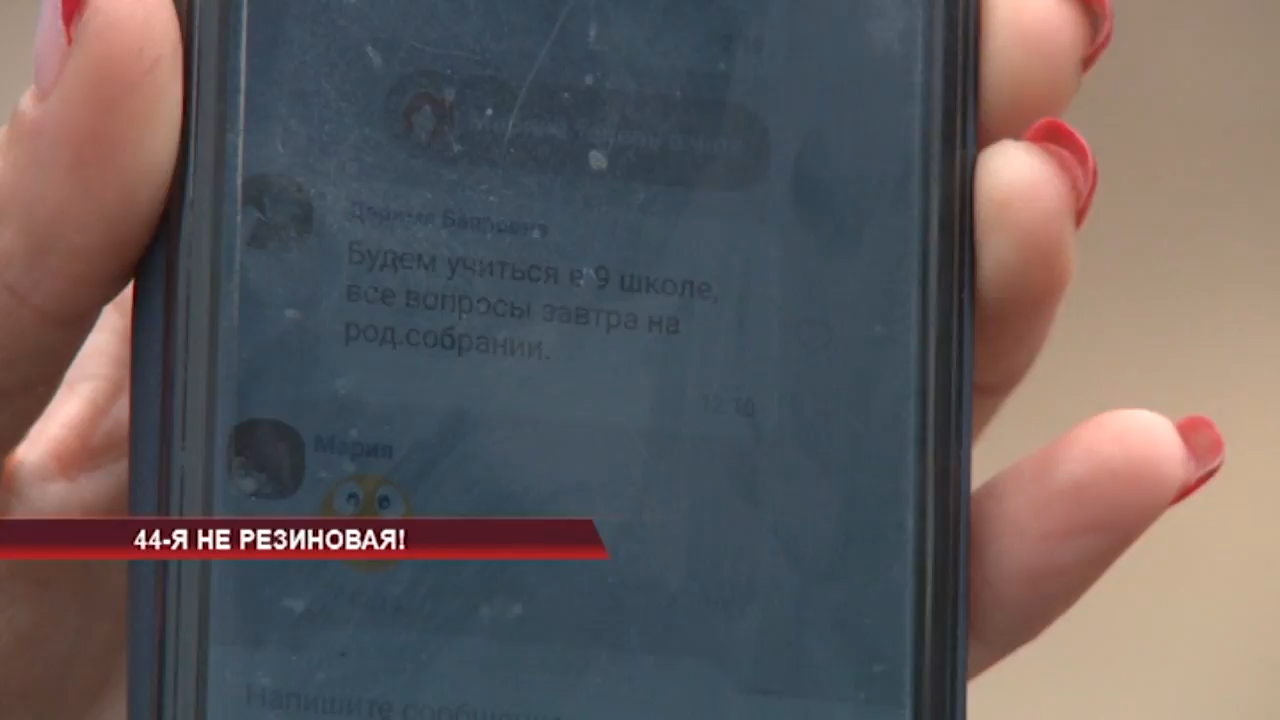 Будем учиться в 9 школе,
все вопросы завтра на
род.собрании.
12:18
Мария
44-Я НЕ РЕЗИНОВАЯ!
Напишите сообщение